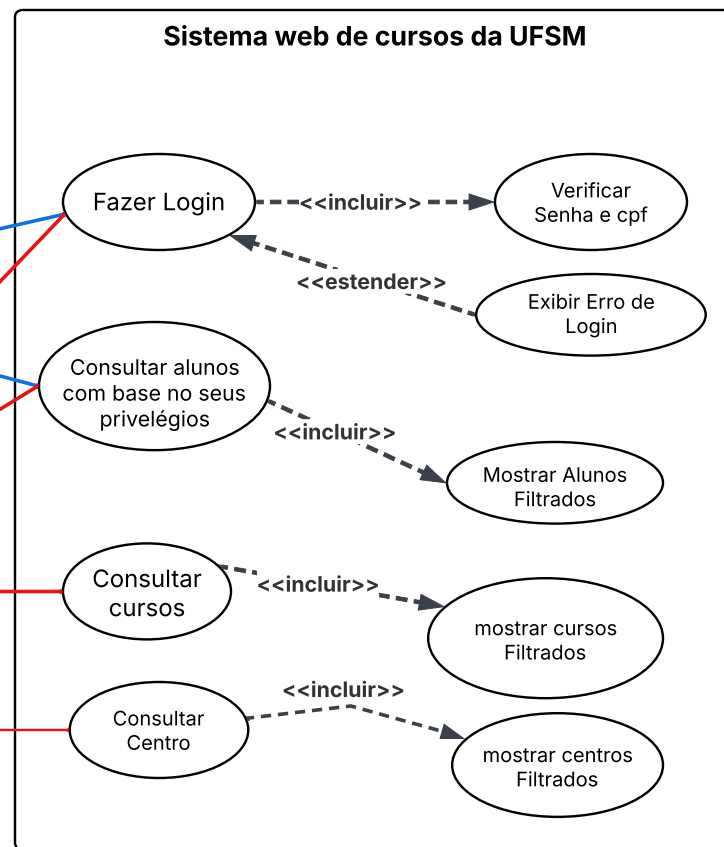 Sistema web de cursos da UFSM
Fazer Login
<<incluir>>
Verificar
Senha e cpf
<<estender>>
Exibir Erro de
Login
Consultar alunos
com base no seus
privelégios
<<incluir>>
Mostrar Alunos
Filtrados
Consultar
cursos
<<incluir>>
mostrar cursos
Filtrados
Consultar
Centro
<<incluir>>
mostrar centros
Filtrados